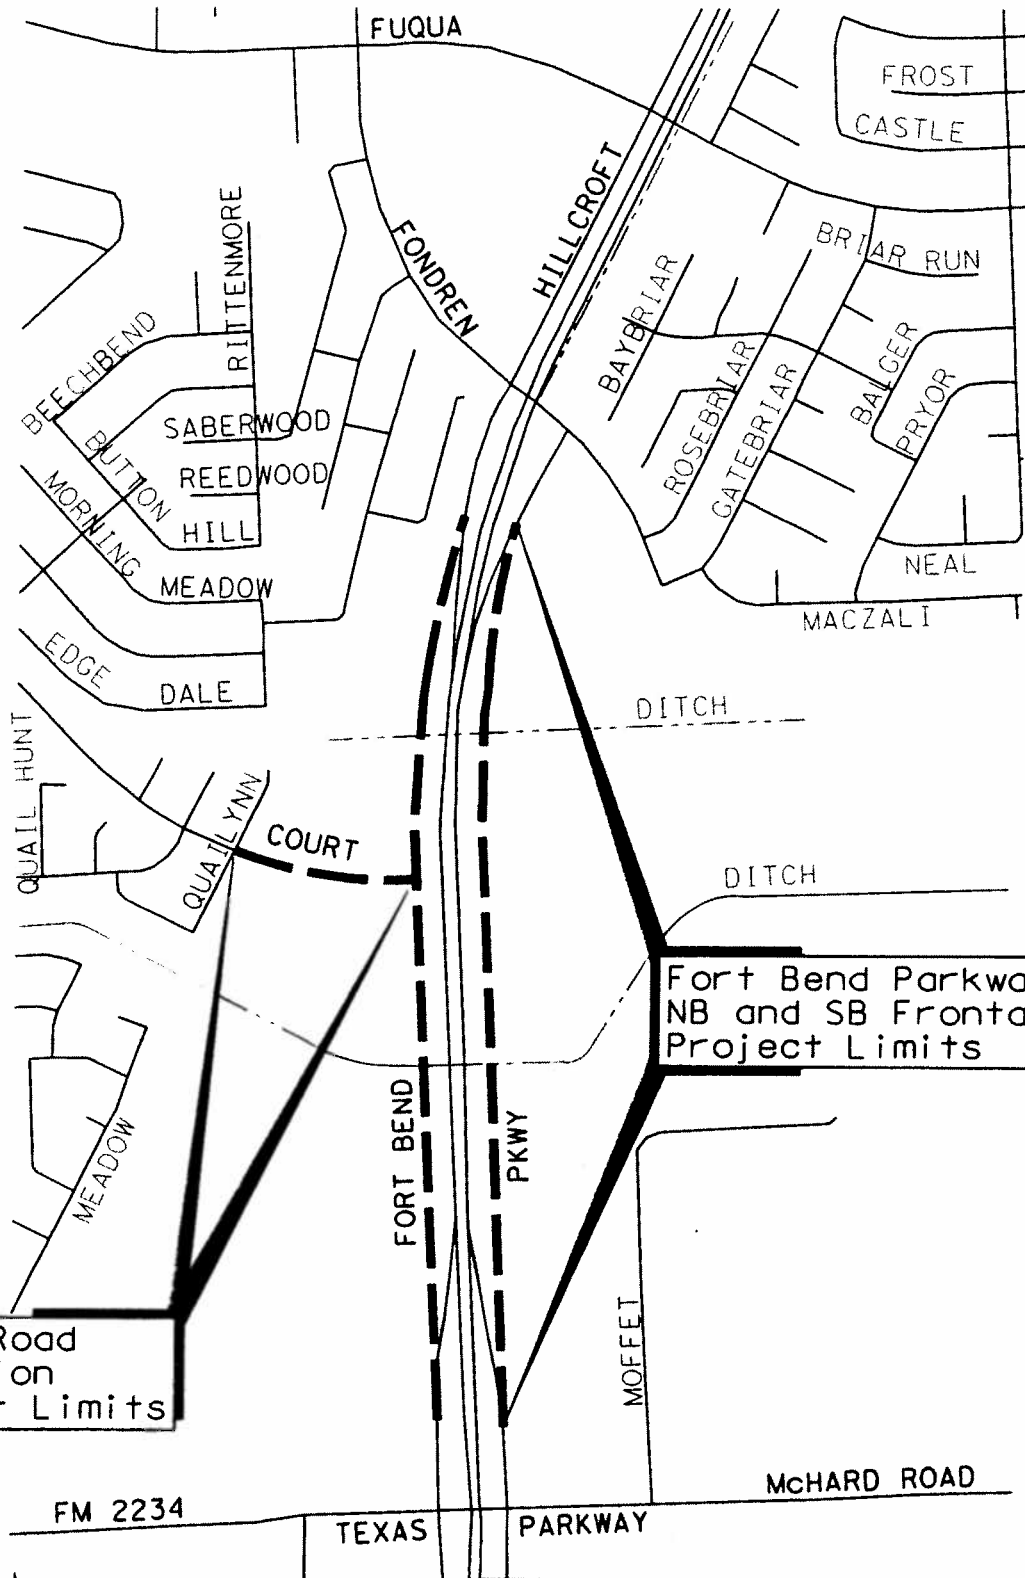 FUQUA
FROST
CASTLE
HILLCROFT
RITTENMORE
FONDREN
BRIAR RUN
BAYBRIAR
BEECHBEND
ROSEBRIAR
GATEBRIAR
BALGER
PRYOR
SABERWOOD
BUTTON
REEDWOOD
MORNING
HILL
MEADOW
NEAL
MACZALI
EDGE
DALE
DITCH
QUAIL HUNT
QUAILYNN
COURT
DITCH
Fort Bend Parkwa
NB and SB Fronta
Project Limits
FORT BEND
PKWY
MEADOW
MOFFET
Road
on
Limits
McHARD ROAD
FM 2234
TEXAS PARKWAY